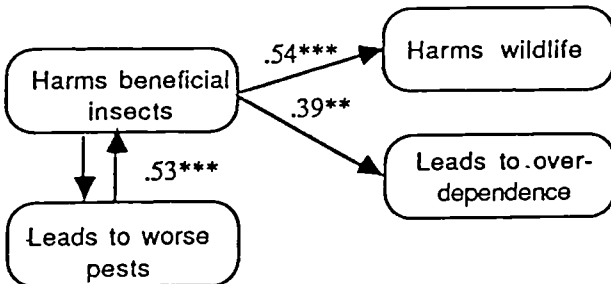 .54***
Harms wildlife
Harms beneficial
insects
.39**
Leads to over-
dependence
.53***
Leads to worse
pests